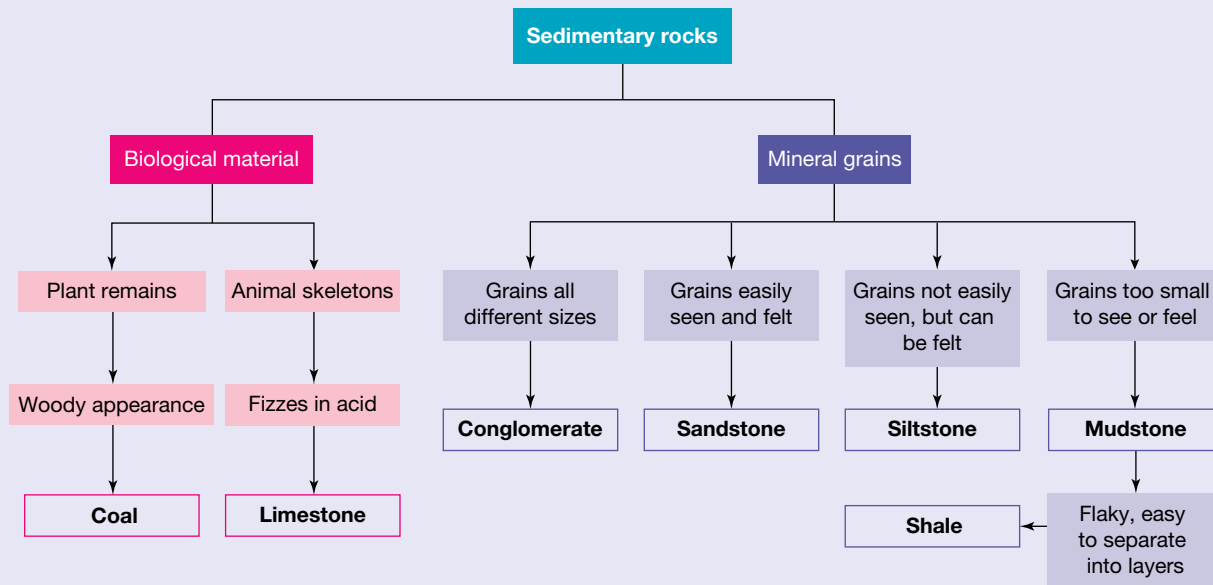 Sedimentary rocks
Biological material
Mineral grains
Plant remains
Animal skeletons
Grains all
different sizes
Grains easily
seen and felt
Grains not easily
seen, but can
be felt
Grains too small
to see or feel
Woody appearance
Fizzes in acid
Conglomerate
Sandstone
Siltstone
Mudstone
Coal
Limestone
Shale
Flaky, easy
to separate
into layers